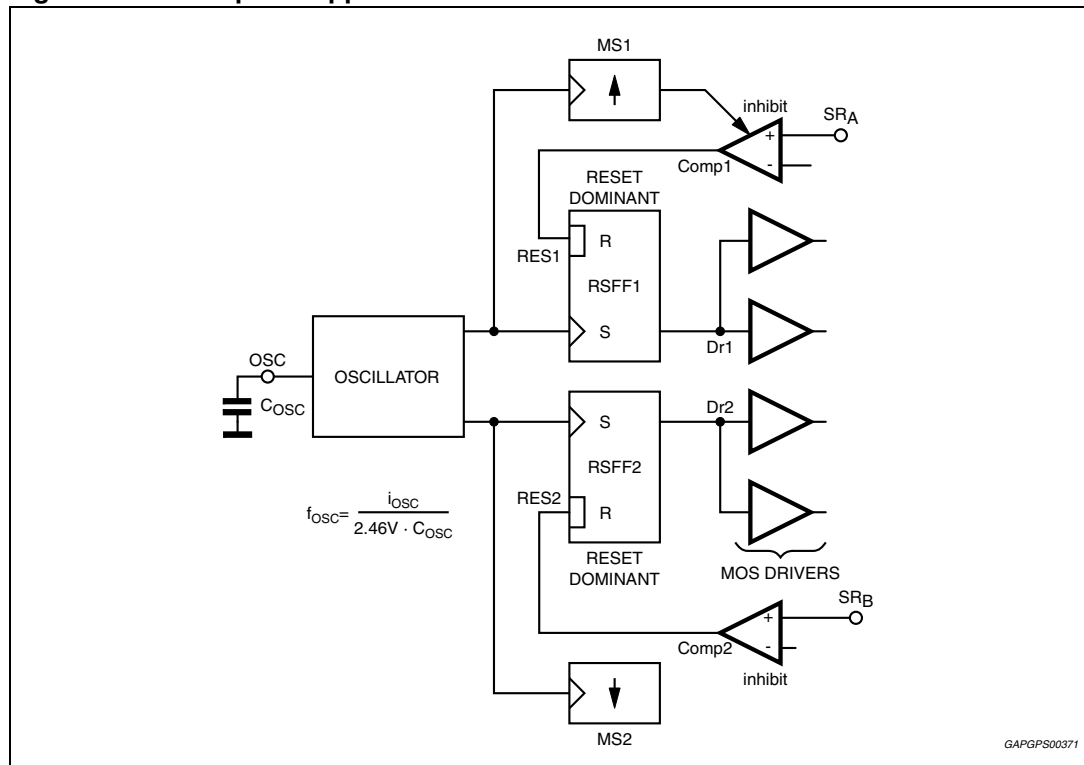 MS1
inhibit
SRA
+
-
Comp1
RESET
DOMINANT
R
RES1
RSFF1
S
Dr1
OSC
OSCILLATOR
COSC
Dr2
S
RSFF2
RES2
R
fOSC= iOSC / 2.46V · COSC
RESET
DOMINANT
MOS DRIVERS
SRB
+
-
Comp2
inhibit
MS2
GAPGPS00371